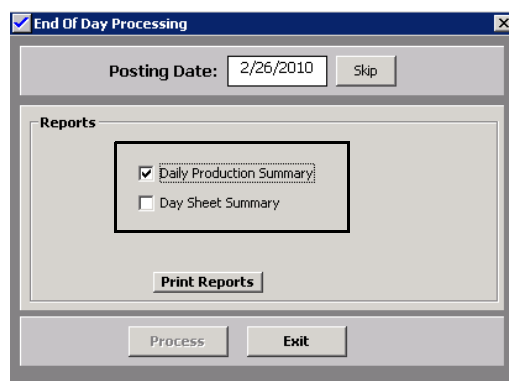 End Of Day Processing
Posting Date: 2/26/2010 Skip
Reports
Daily Production Summary
Day Sheet Summary
Print Reports
Process Exit